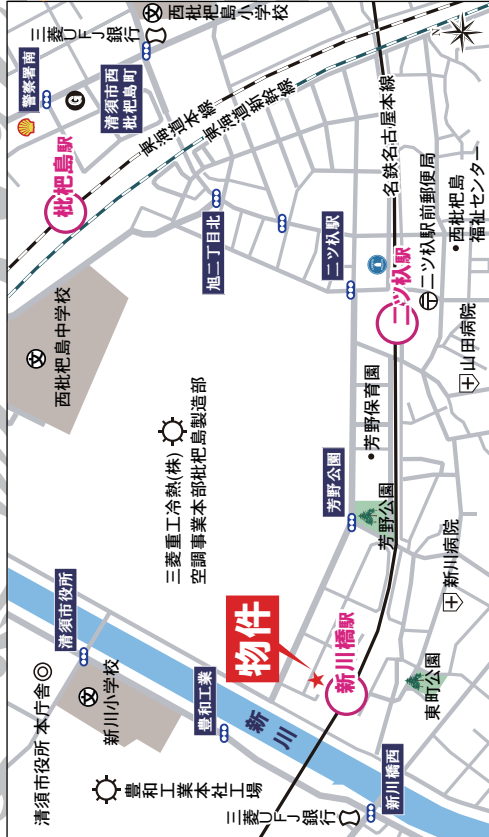 西枇杷島小学校
三菱UFJ銀行
警察署南
清須市西
枇杷島町
東海道本線
東海道新幹線
枇杷島駅
N
名鉄名古屋本線
旭二丁目北
二ツ杁駅
二ツ杁駅
二ツ杁駅前郵便局
西枇杷島
福祉センター
山田病院
西枇杷島中学校
三菱重工冷熱(株)
空調事業本部枇杷島製造部
芳野保育園
芳野公園
芳野公園
新川病院
清須市役所
清須市役所 本庁舎
新川小学校
豊和工業
豊和工業本社工場
新川
物件
新川橋駅
東町公園
三菱UFJ銀行
新川橋西